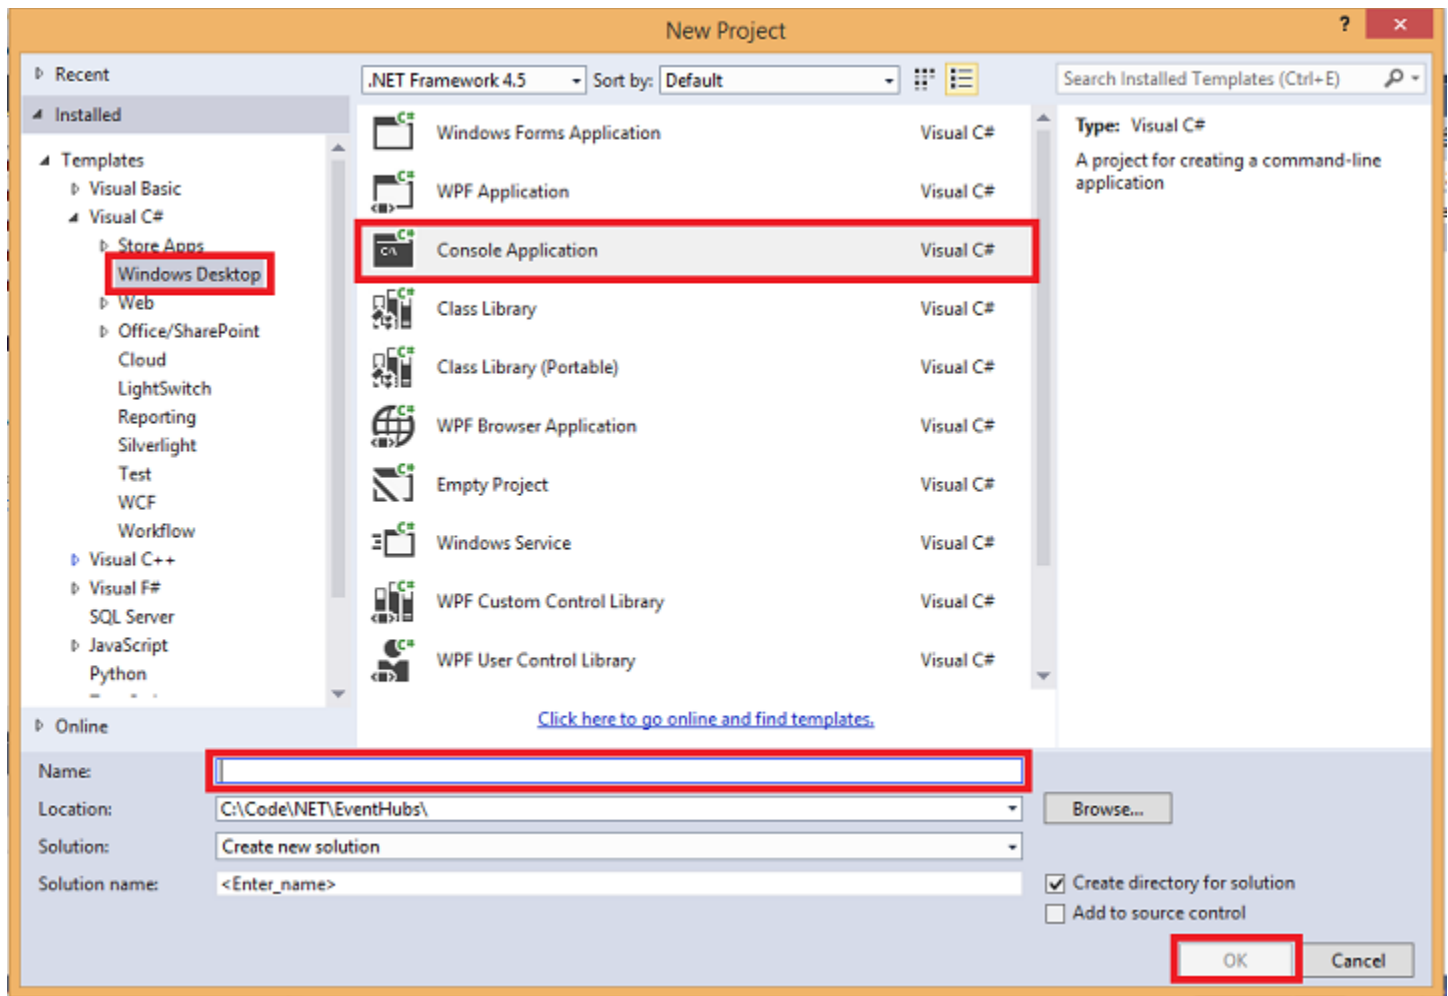 New Project
?
Recent
Installed
Templates
Visual Basic
Visual C#
Store Apps
Windows Desktop
Web
Office/SharePoint
Cloud
LightSwitch
Reporting
Silverlight
Test
WCF
Workflow
Visual C++
Visual F#
SQL Server
JavaScript
Python
Online
.NET Framework 4.5 Sort by: Default
Windows Forms Application Visual C#
WPF Application Visual C#
Console Application Visual C#
Class Library Visual C#
Class Library (Portable) Visual C#
WPF Browser Application Visual C#
Empty Project Visual C#
Windows Service Visual C#
WPF Custom Control Library Visual C#
WPF User Control Library Visual C#
Click here to go online and find templates.
Search Installed Templates (Ctrl+E)
Type: Visual C#
A project for creating a command-line
application
Name:
Location: C:\Code\NET\EventHubs\ Browse...
Solution: Create new solution
Solution name: <Enter_name>
Create directory for solution
Add to source control
OK Cancel